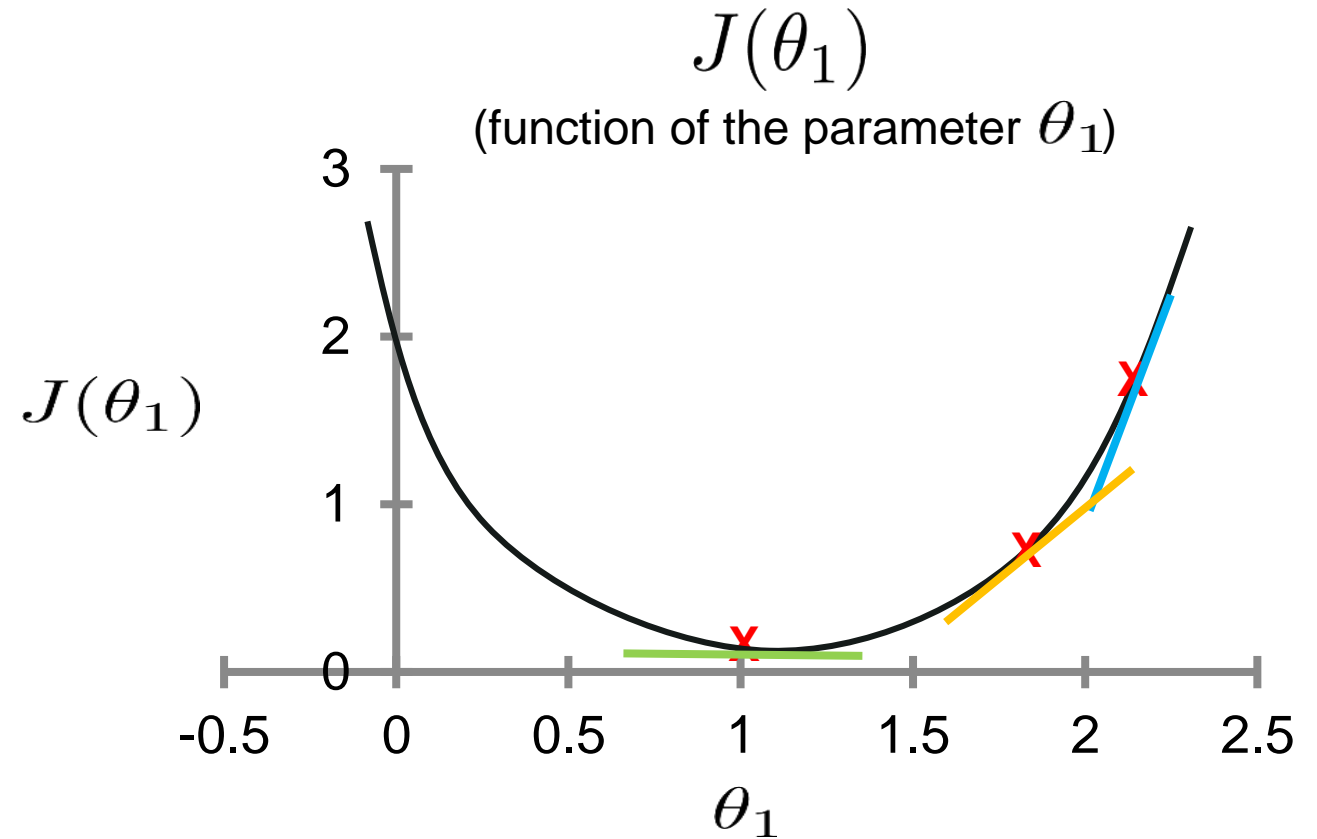 J(θ₁)
(function of the parameter θ₁)
3
2
J(θ₁)
1
0
-0.5 0 0.5 1 1.5 2 2.5
θ₁
X
X
X